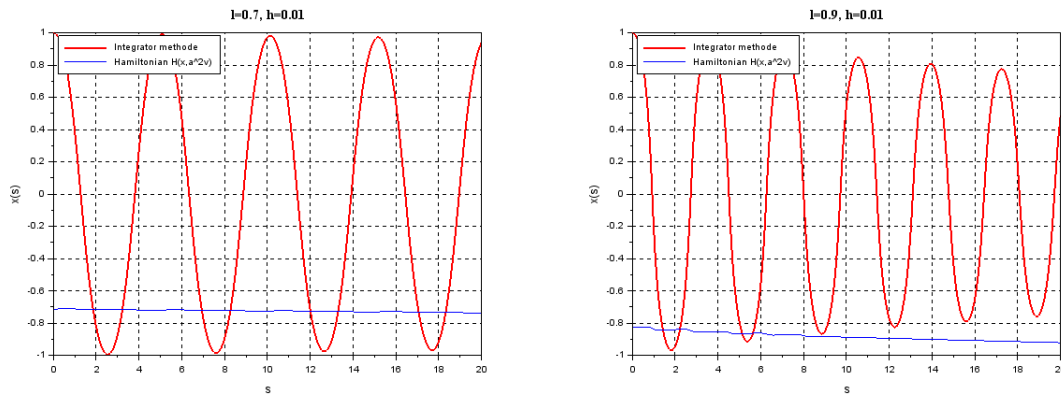 l=0.7, h=0.01
Integrator methode
Hamiltonian H(x,a^2v)
1
0.8
0.6
0.4
0.2
0
-0.2
-0.4
-0.6
-0.8
-1
x(s)
0 2 4 6 8 10 12 14 16 18 20
s
l=0.9, h=0.01
Integrator methode
Hamiltonian H(x,a^2v)
1
0.8
0.6
0.4
0.2
0
-0.2
-0.4
-0.6
-0.8
-1
x(s)
0 2 4 6 8 10 12 14 16 18 20
s